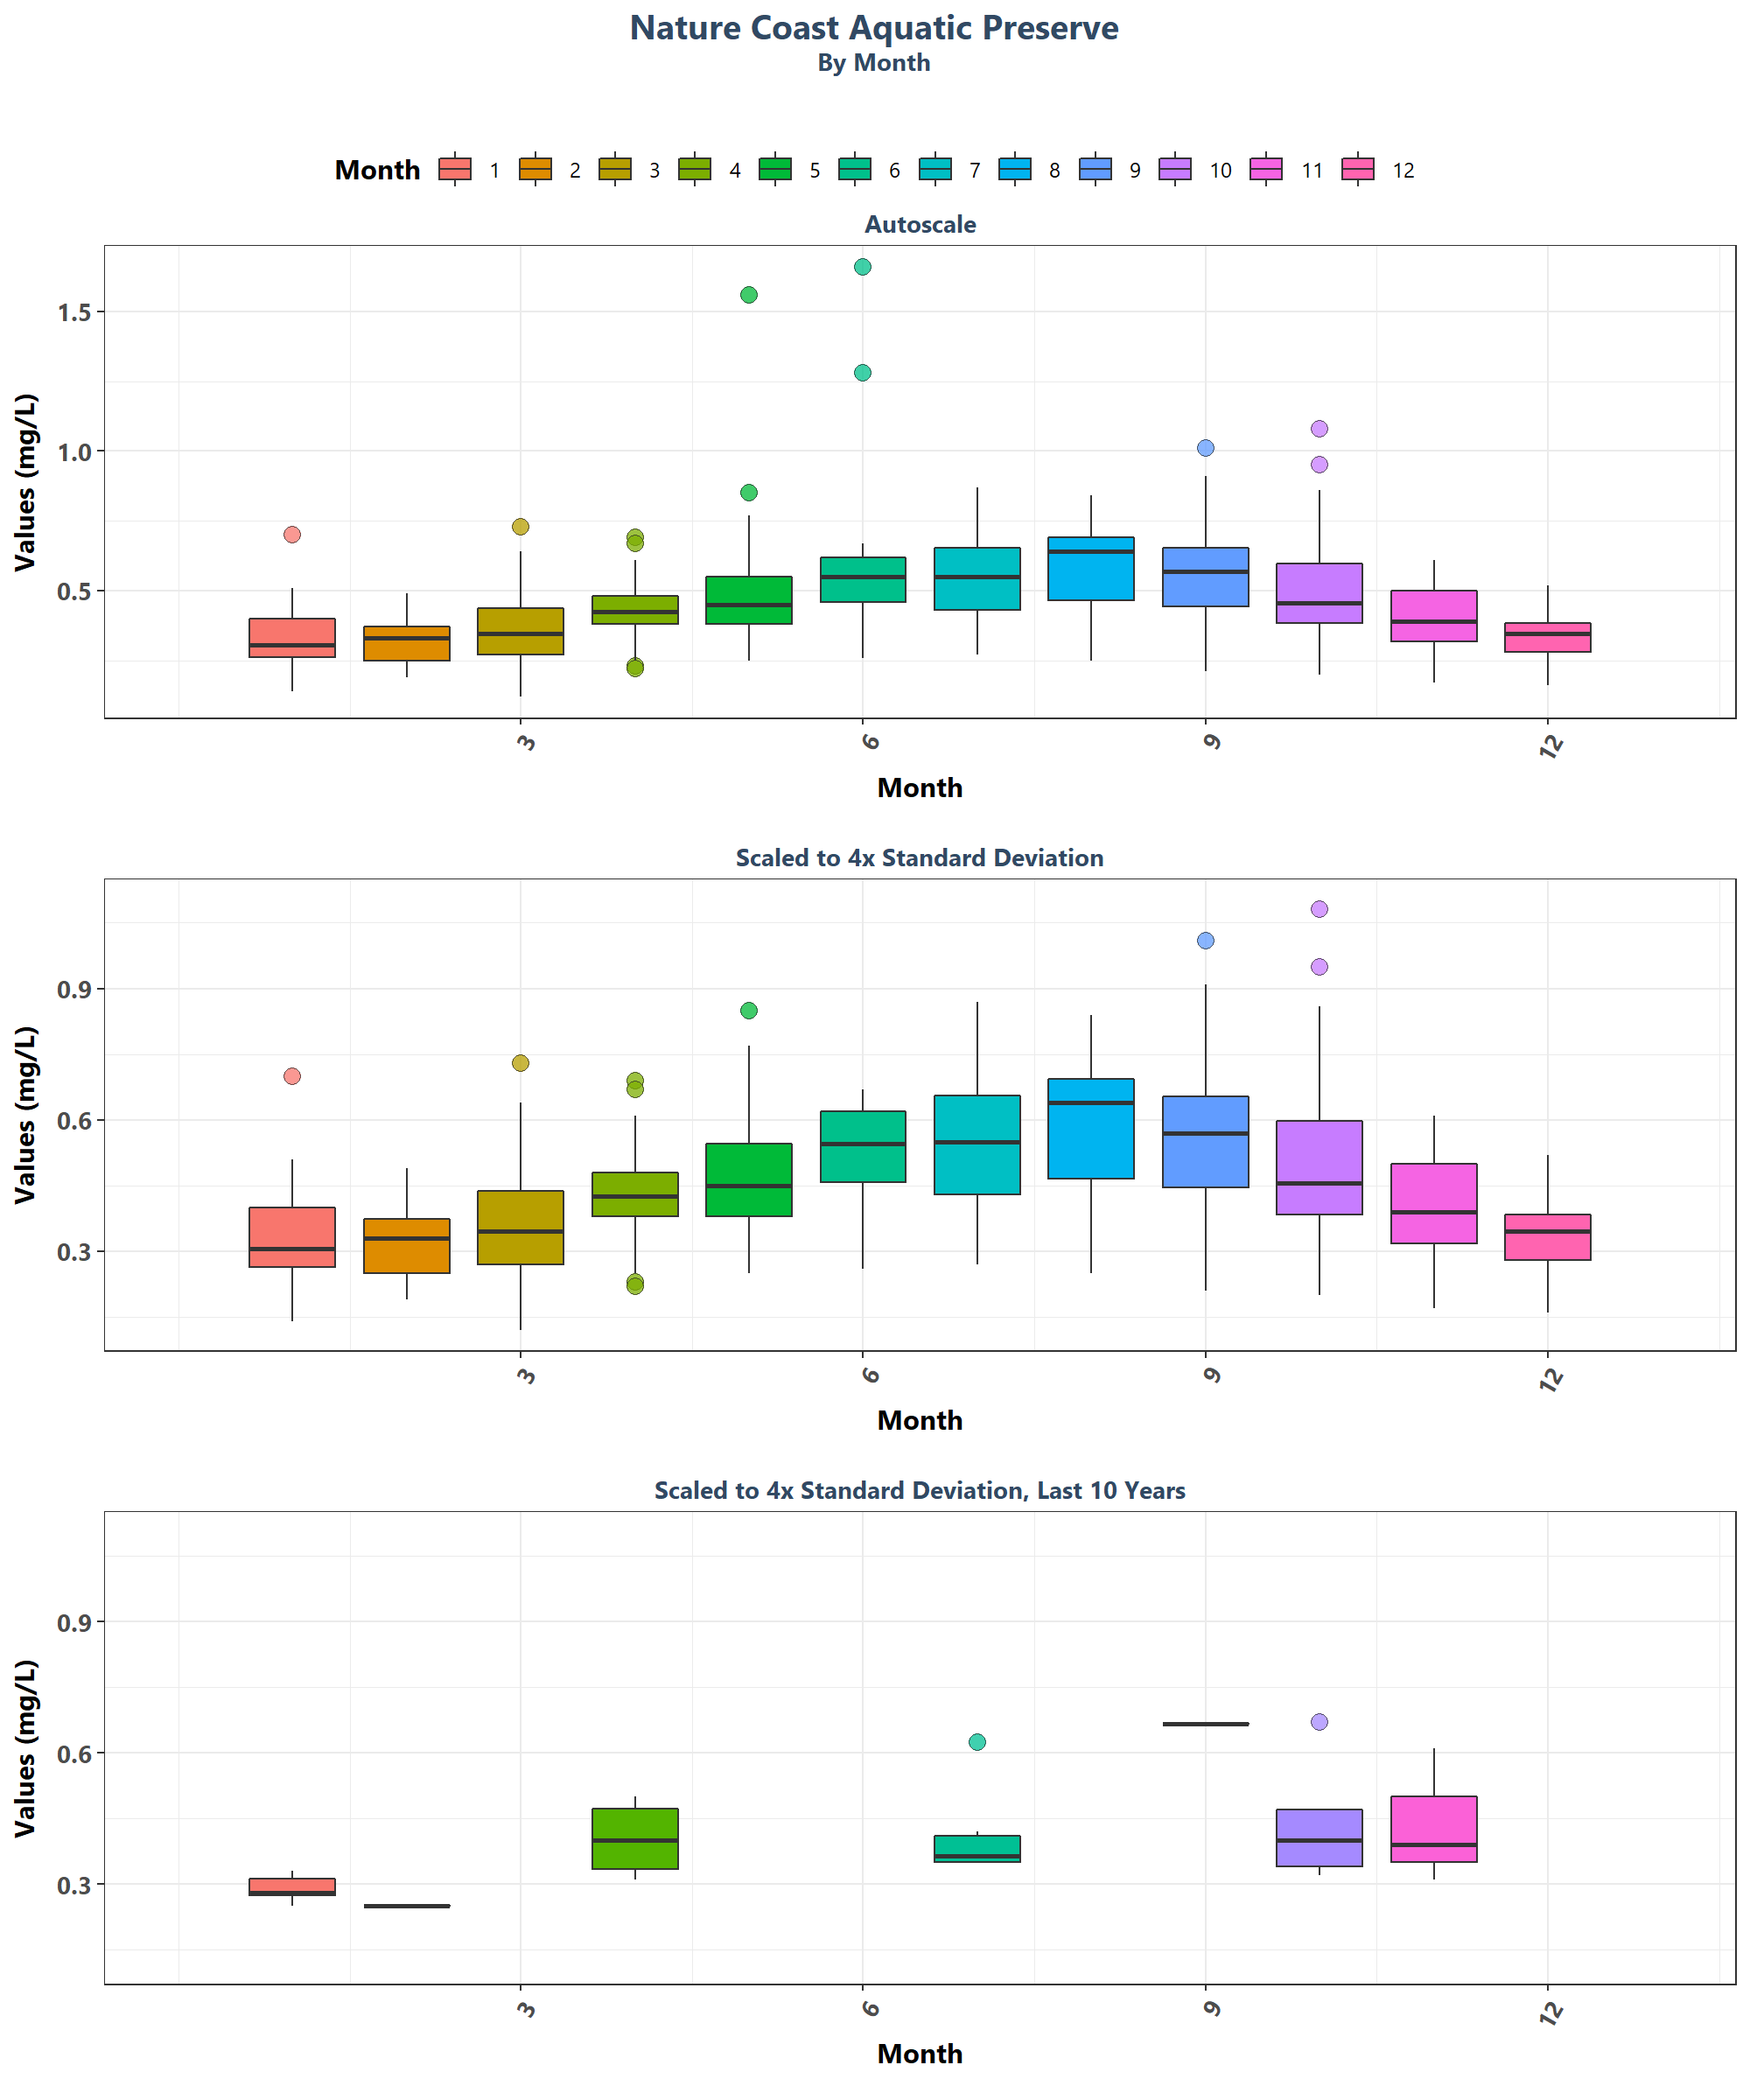 Nature Coast Aquatic Preserve
By Month
Month 1 2 3 4 5 6 7 8 9 10 11 12
Autoscale
Values (mg/L)
1.5
1.0
0.5
3 6 9 12
Month
Scaled to 4x Standard Deviation
Values (mg/L)
0.9
0.6
0.3
3 6 9 12
Month
Scaled to 4x Standard Deviation, Last 10 Years
Values (mg/L)
0.9
0.6
0.3
3 6 9 12
Month